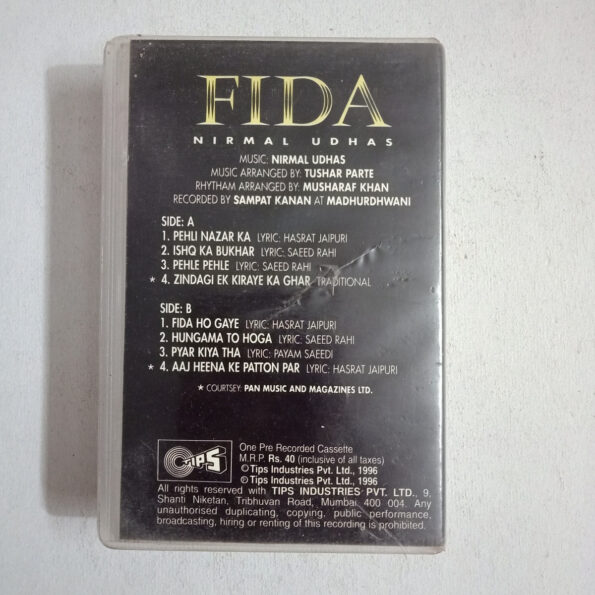 FIDA
NIRMAL UDHAS
MUSIC: NIRMAL UDHAS
MUSIC ARRANGED BY: TUSHAR PARTE
RHYTHAM ARRANGED BY: MUSHARAF KHAN
RECORDED BY SAMPAT KANAN AT MADHURDHWANI
SIDE: A
1. PEHLI NAZAR KA LYRIC: HASRAT JAIPURI
2. ISHQ KA BUKHAR LYRIC: SAEED RAHI
3. PEHLE PEHLE LYRIC: SAEED RAHI
* 4. ZINDAGI EK KIRAYE KA GHAR TRADITIONAL
SIDE: B
1. FIDA HO GAYE LYRIC: HASRAT JAIPURI
2. HUNGAMA TO HOGA LYRIC: SAEED RAHI
3. PYAR KIYA THA LYRIC: PAYAM SAEEDI
* 4. AAJ HEENA KE PATTON PAR LYRIC: HASRAT JAIPURI
* COURTSEY: PAN MUSIC AND MAGAZINES LTD.
TIPS
One Pre Recorded Cassette
M.R.P. Rs. 40 (inclusive of all taxes)
© Tips Industries Pvt. Ltd., 1996
℗ Tips Industries Pvt. Ltd., 1996
All rights reserved with TIPS INDUSTRIES PVT. LTD., 9,
Shanti Niketan, Tribhuvan Road, Mumbai 400 004. Any
unauthorised duplicating, copying, public performance,
broadcasting, hiring or renting of this recording is prohibited.